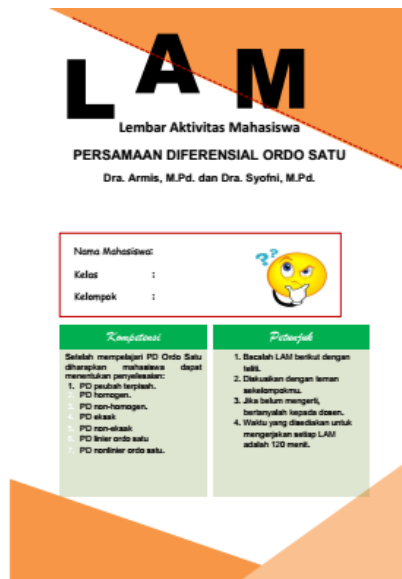 LAM
Lembar Aktivitas Mahasiswa
PERSAMAAN DIFERENSIAL ORDO SATU
Dra. Armis, M.Pd. dan Dra. Syofni, M.Pd.
Nama Mahasiswa:
Kelas :
Kelompok :
??
Kompetensi
Setelah mempelajari PD Ordo Satu
diharapkan mahasiswa dapat
menentukan penyelesaian:
1. PD peubah terpisah.
2. PD homogen.
3. PD non-homogen.
4. PD eksak
5. PD non-eksak
6. PD linier ordo satu
7. PD nonlinier ordo satu.
Petunjuk
1. Bacalah LAM berikut dengan
teliti.
2. Diskusikan dengan teman
sekelompokmu.
3. Jika belum mengerti,
bertanyalah kepada dosen.
4. Waktu yang disediakan untuk
mengerjakan setiap LAM
adalah 120 menit.